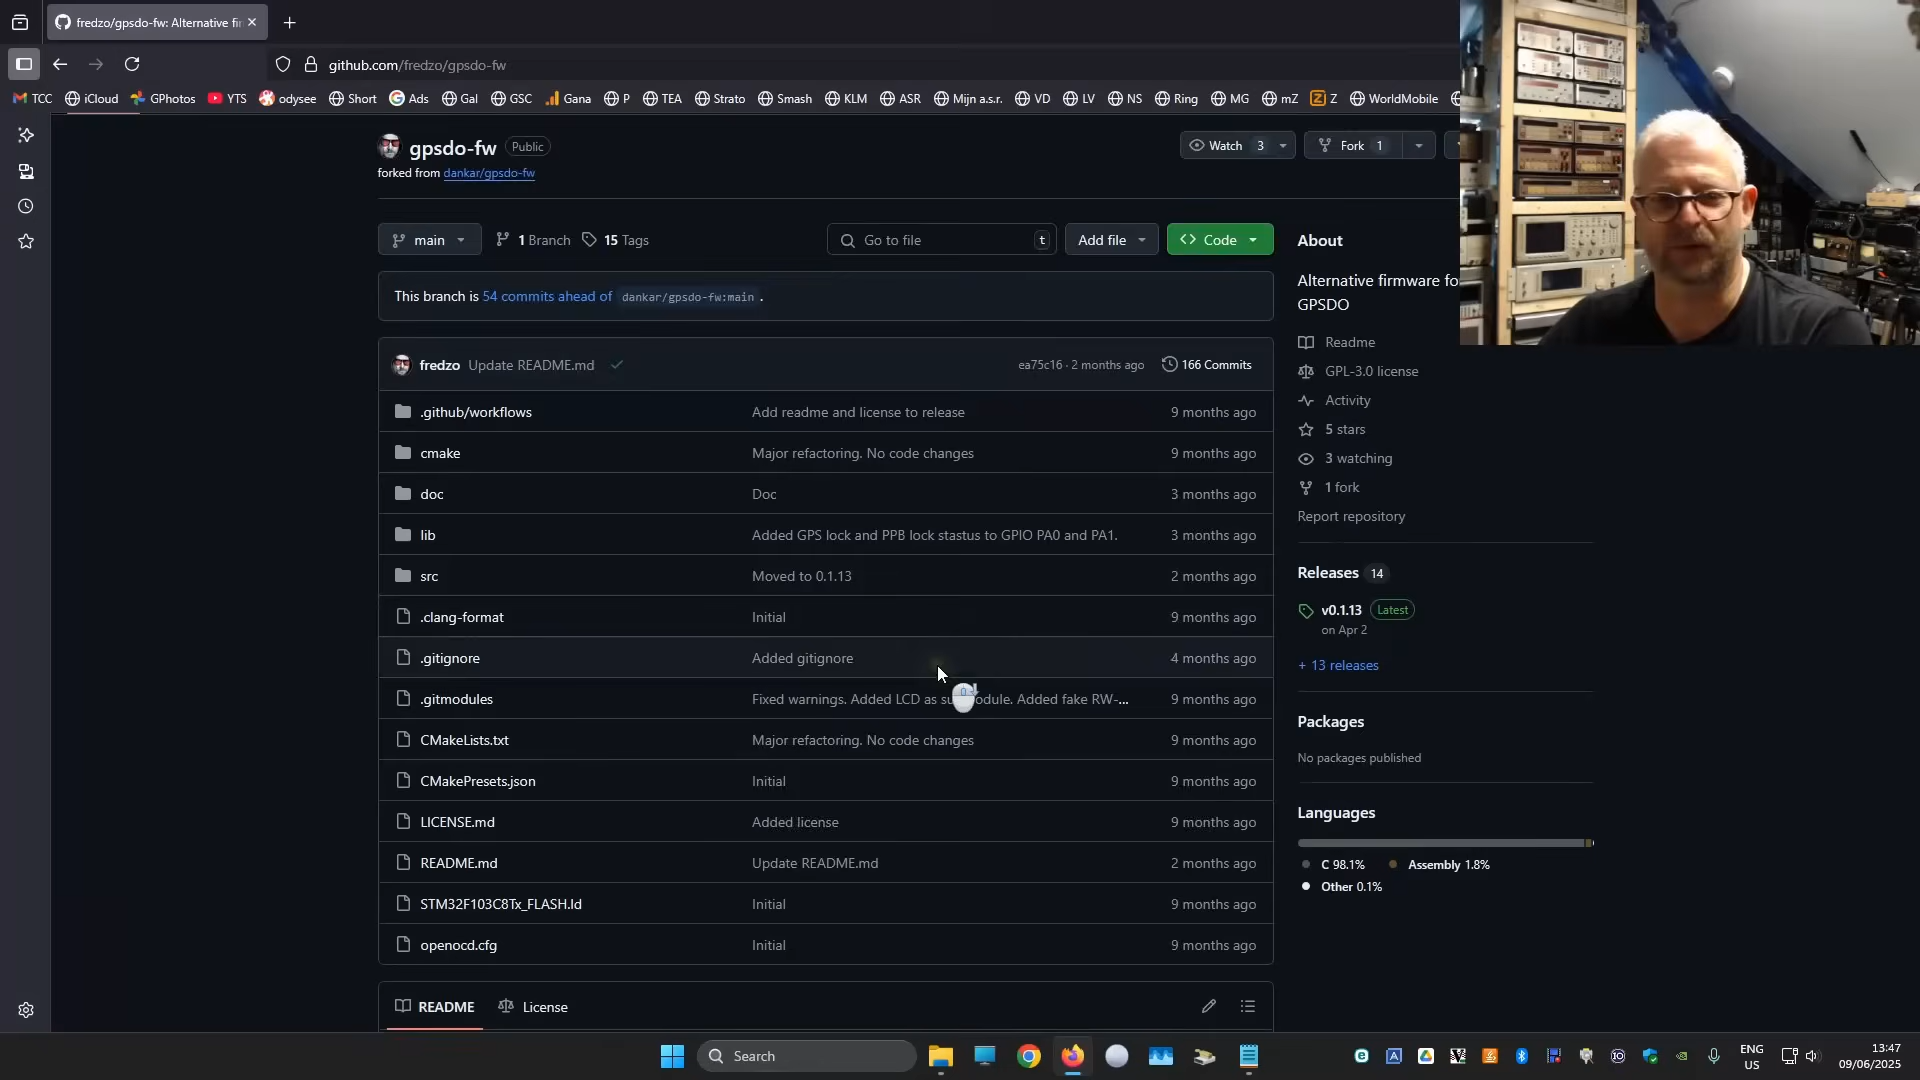 fredzo/gpsdo-fw: Alternative fi
github.com/fredzo/gpsdo-fw
TCC iCloud GPhotos YTS odysee Short Ads Gal GSC Gana P TEA Strato Smash KLM ASR Mijn a.s.r. VD LV NS Ring MG mZ Z WorldMobile
gpsdo-fw Public
Watch 3
Fork 1
forked from dankar/gpsdo-fw
main
1 Branch
15 Tags
Go to file t
Add file
<> Code
This branch is 54 commits ahead of dankar/gpsdo-fw:main .
fredzo Update README.md ea75c16 · 2 months ago 166 Commits
.github/workflows Add readme and license to release 9 months ago
cmake Major refactoring. No code changes 9 months ago
doc Doc 3 months ago
lib Added GPS lock and PPB lock stastus to GPIO PA0 and PA1. 3 months ago
src Moved to 0.1.13 2 months ago
.clang-format Initial 9 months ago
.gitignore Added gitignore 4 months ago
.gitmodules Fixed warnings. Added LCD as su odule. Added fake RW-... 9 months ago
CMakeLists.txt Major refactoring. No code changes 9 months ago
CMakePresets.json Initial 9 months ago
LICENSE.md Added license 9 months ago
README.md Update README.md 2 months ago
STM32F103C8Tx_FLASH.ld Initial 9 months ago
openocd.cfg Initial 9 months ago
README License
About
Alternative firmware fo
GPSDO
Readme
GPL-3.0 license
Activity
5 stars
3 watching
1 fork
Report repository
Releases 14
v0.1.13 Latest
on Apr 2
+ 13 releases
Packages
No packages published
Languages
C 98.1% Assembly 1.8%
Other 0.1%
Search
ENG
US
13:47
09/06/2025